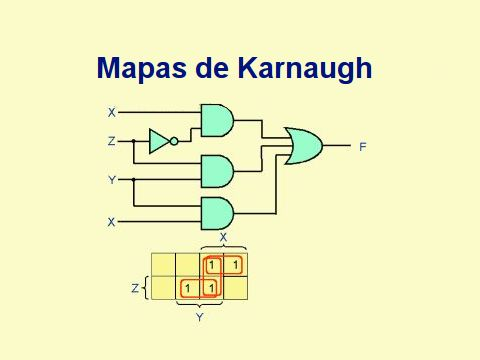 Mapas de Karnaugh
X
Z
F
Y
X
X
1 1
Z 1 1
Y